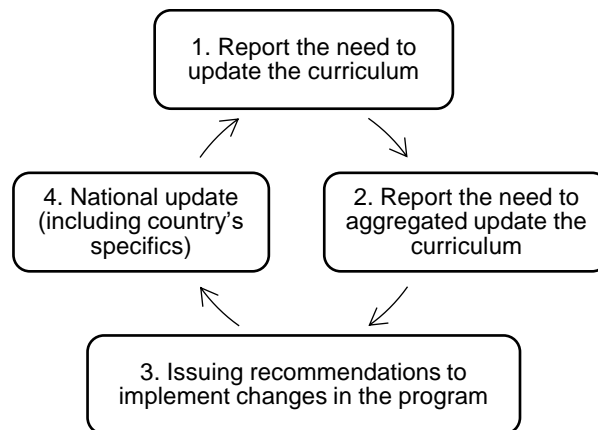 1. Report the need to
update the curriculum
2. Report the need to
aggregated update the
curriculum
3. Issuing recommendations to
implement changes in the program
4. National update
(including country’s
specifics)